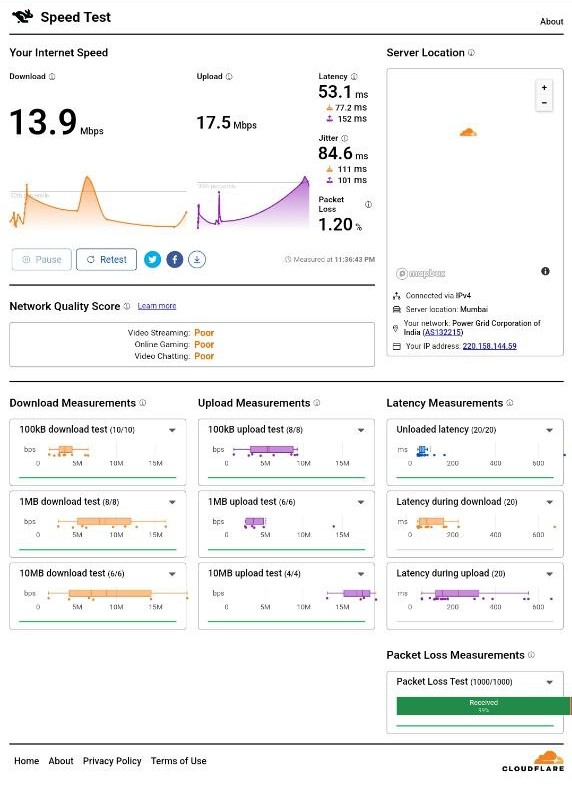 Speed Test
About
Your Internet Speed
Server Location
Download
Upload
Latency
13.9 Mbps
17.5 Mbps
53.1 ms
77.2 ms
152 ms
Jitter
84.6 ms
111 ms
101 ms
Packet
Loss
1.20 %
Pause
Retest
Measured at 11:36:43 PM
+
−
mapbox
Connected via IPv4
Server location: Mumbai
Your network: Power Grid Corporation of
India (AS132215)
Your IP address: 220.158.144.59
Network Quality Score
Learn more
Video Streaming: Poor
Online Gaming: Poor
Video Chatting: Poor
Download Measurements
100kB download test (10/10)
bps
0 5M 10M 15M
1MB download test (8/8)
bps
0 5M 10M 15M
10MB download test (6/6)
bps
0 5M 10M 15M
Upload Measurements
100kB upload test (8/8)
bps
0 5M 10M 15M
1MB upload test (6/6)
bps
0 5M 10M 15M
10MB upload test (4/4)
bps
0 5M 10M 15M
Latency Measurements
Unloaded latency (20/20)
ms
0 200 400 600
Latency during download (20)
ms
0 200 400 600
Latency during upload (20)
ms
0 200 400 600
Packet Loss Measurements
Packet Loss Test (1000/1000)
Received
99%
Home About Privacy Policy Terms of Use
CLOUDFLARE